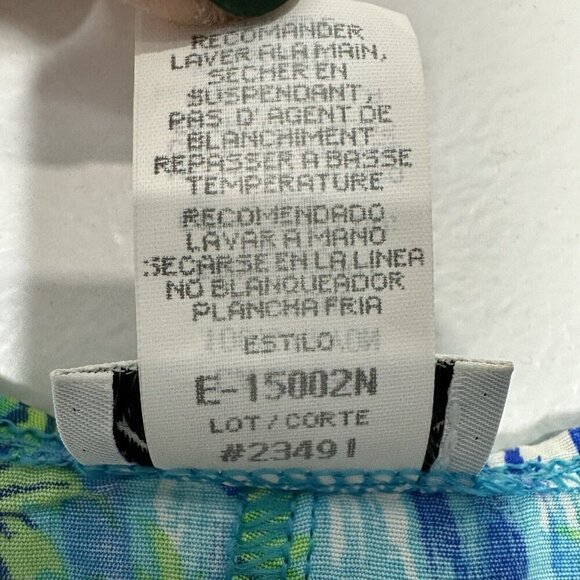 RECOMANDER
LAVER ALA MAIN,
SECHER EN
SUSPENDANT,
PAS D'AGENT DE
BLANCHIMENT
REPASSER A BASSE
TEMPERATURE
RECOMENDADO
LAVAR A MANO
SECARSE EN LA LINEA
NO BLANQUEADOR
PLANCHA FRIA
ESTILO
E-15002N
LOT/CORTE
#23491